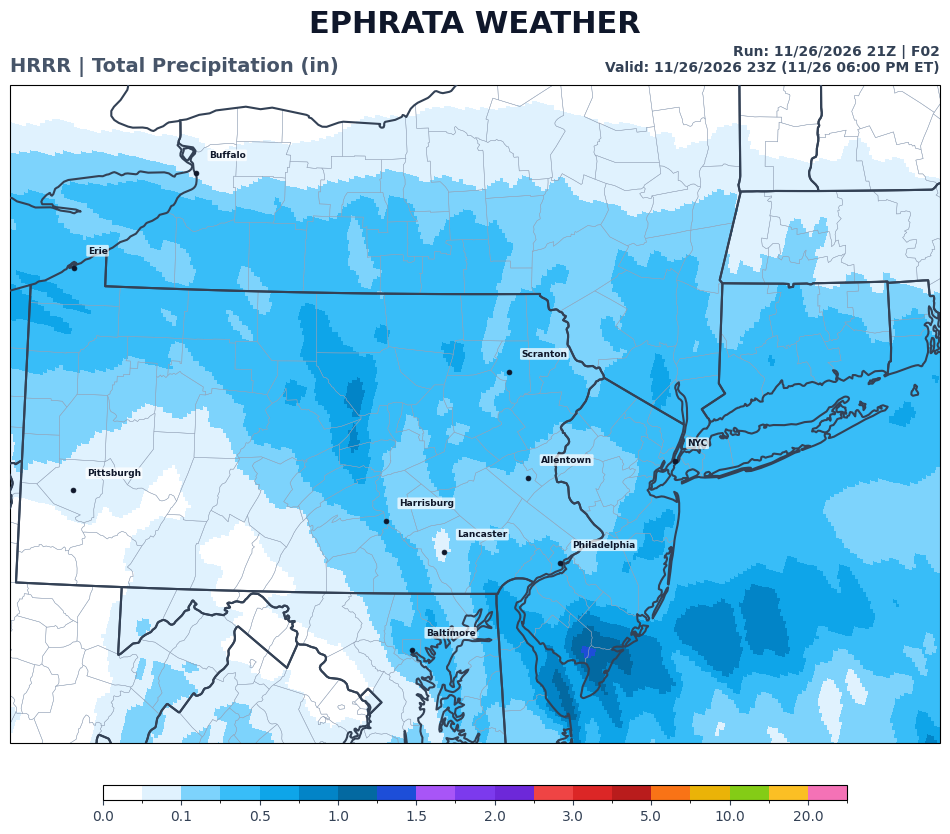 EPHRATA WEATHER
HRRR | Total Precipitation (in)
Run: 11/26/2026 21Z | F02
Valid: 11/26/2026 23Z (11/26 06:00 PM ET)
Buffalo
Erie
Scranton
NYC
Allentown
Pittsburgh
Harrisburg
Lancaster
Philadelphia
Baltimore
0.0 0.1 0.5 1.0 1.5 2.0 3.0 5.0 10.0 20.0